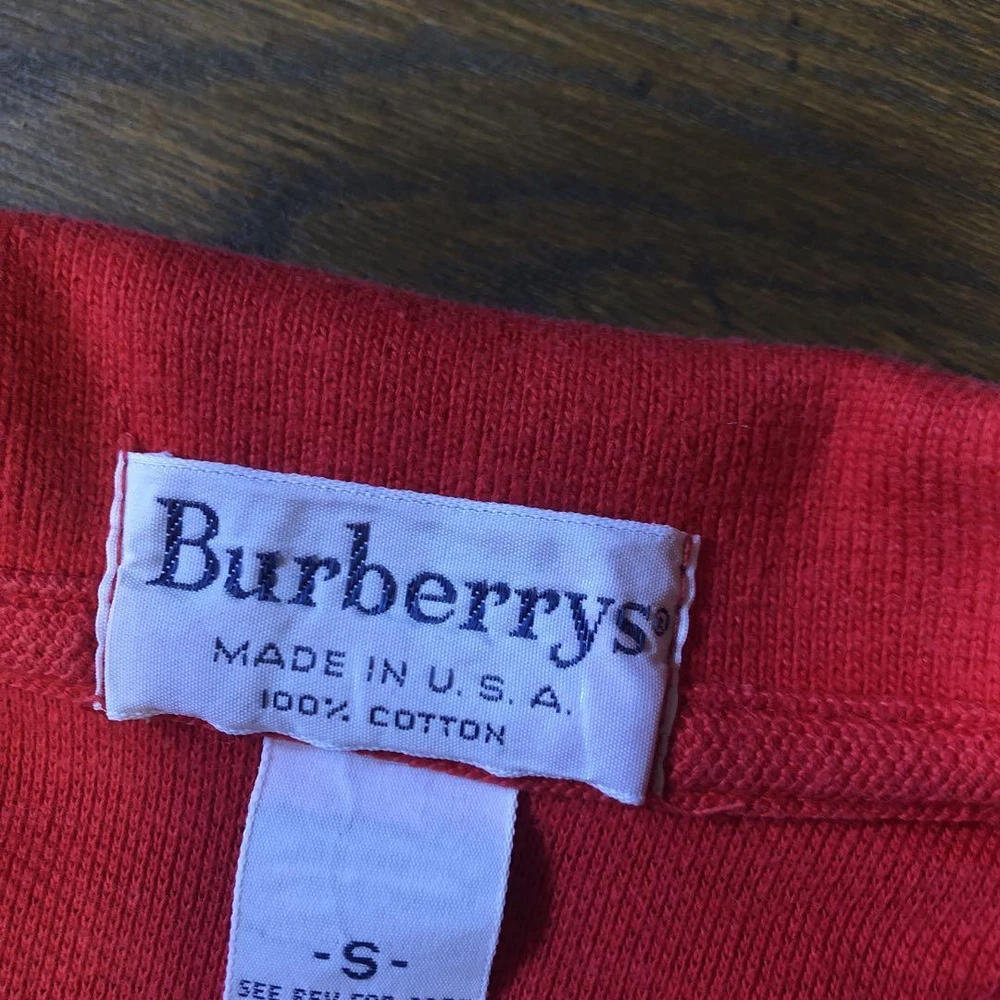 Burberrys®
MADE IN U.S.A.
100% COTTON
-S-
SEE REV FOR